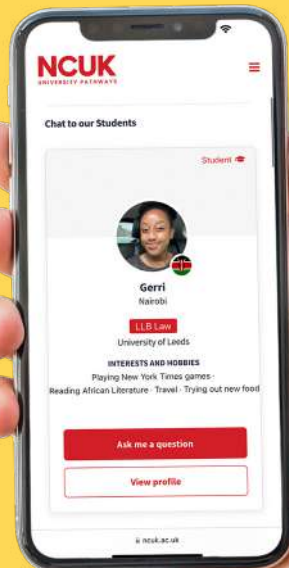 NCUK
UNIVERSITY PATHWAYS
Chat to our Students
Student
Gerri
Nairobi
LLB Law
University of Leeds
INTERESTS AND HOBBIES
Playing New York Times games ·
Reading African Literature · Travel · Trying out new food
Ask me a question
View profile
ncuk.ac.uk